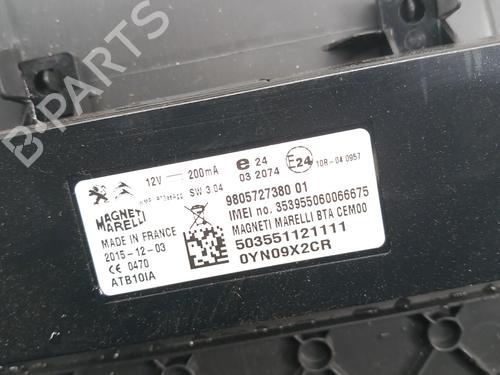 12V 200mA
SW 3.04
e 24
03 2074
E24
10R-04 0957
MAGNETI
MARELLI
MADE IN FRANCE
2015-12-03
CE 0470
ATB10IA
9805727380 01
IMEI no. 353955060066675
MAGNETI MARELLI BTA CEM00
503551121111
0YN09X2CR
B-PARTS